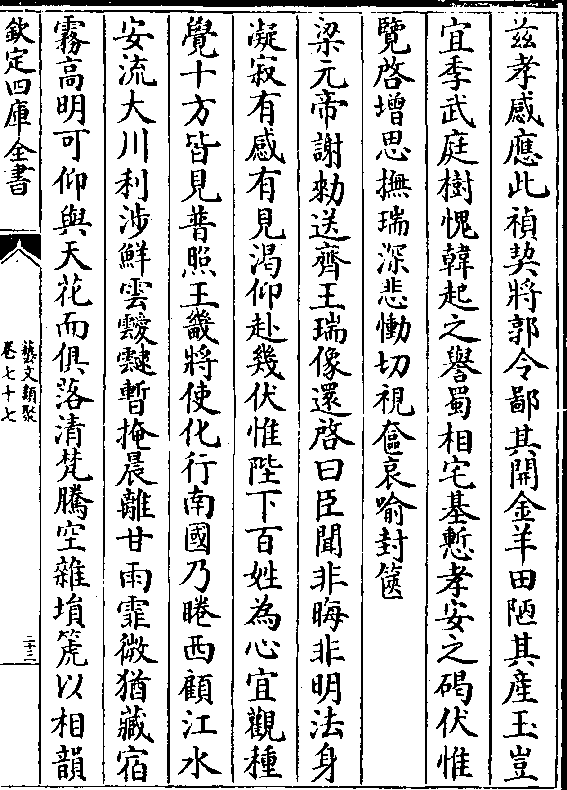 茲孝感應此禎契將郭令鄙其開金羊田陋其產玉豈
宜季武庭樹愧韓起之譽蜀相宅基慙孝安之碣伏惟
覽啓增思撫瑞深悲慟切視奩哀喻封篋
梁元帝謝勑送齊王瑞像還啓曰臣聞非晦非明法身
凝寂有感有見渴仰赴幾伏惟陛下百姓為心宜觀種
覺十方皆見普照王畿將使化行南國乃睠西顧江水
安流大川利涉鮮雲靉靆暫掩晨離甘雨霏微猶藏宿
霧高明可仰與天花而俱落清梵騰空雜塤箎以相韻
欽定四庫全書
藝文類聚
卷七十七
二十三